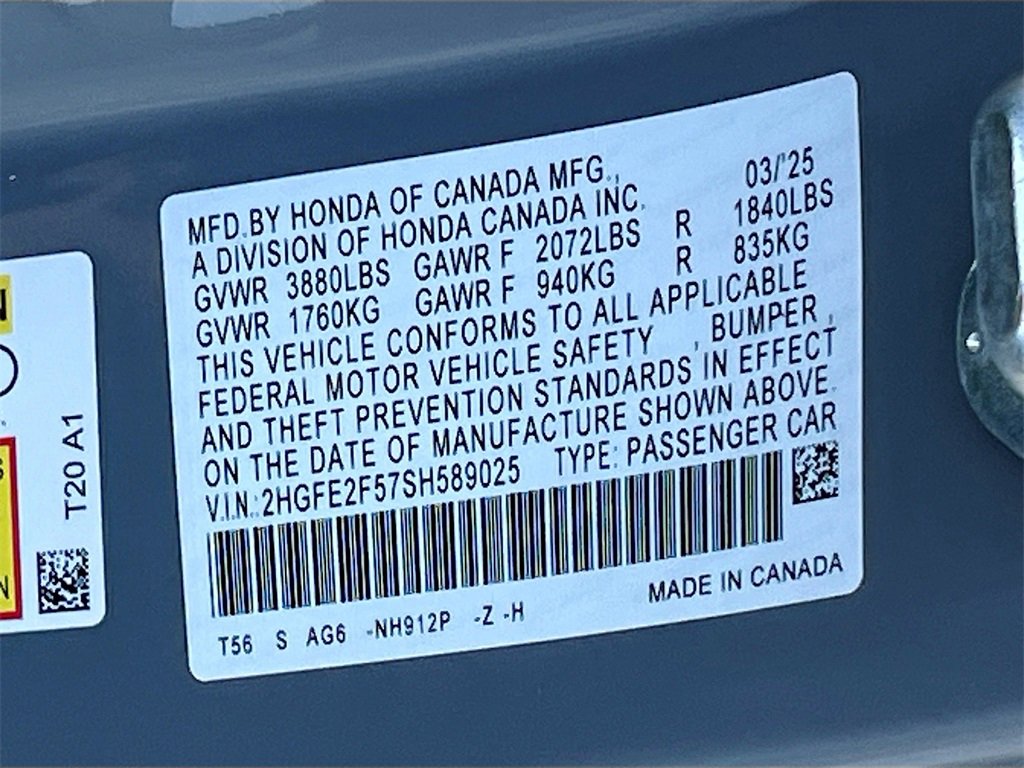 MFD.BY HONDA OF CANADA MFG., 03/'25
A DIVISION OF HONDA CANADA INC.
GVWR 3880LBS GAWR F 2072LBS R 1840LBS
GVWR 1760KG GAWR F 940KG R 835KG
THIS VEHICLE CONFORMS TO ALL APPLICABLE
FEDERAL MOTOR VEHICLE SAFETY , BUMPER ,
AND THEFT PREVENTION STANDARDS IN EFFECT
ON THE DATE OF MANUFACTURE SHOWN ABOVE.
V.I.N.:2HGFE2F57SH589025 TYPE: PASSENGER CAR
T56 S AG6 -NH912P -Z -H MADE IN CANADA
T20 A1